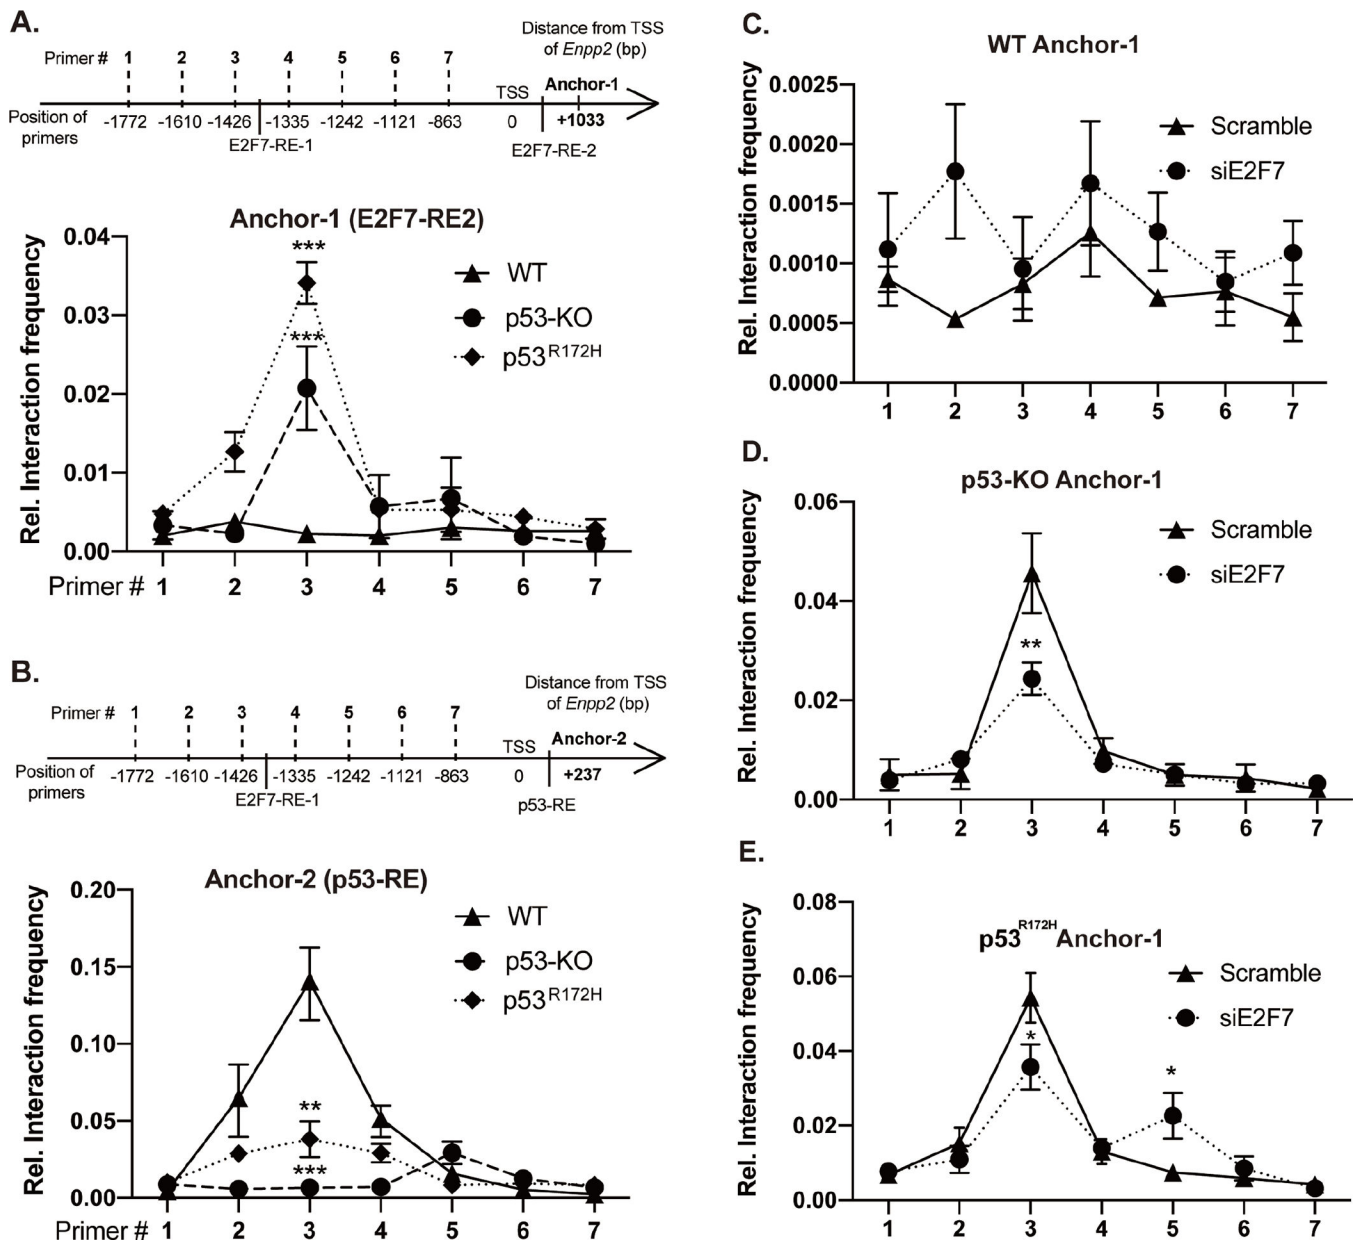 A.
Distance from TSS
of Enpp2 (bp)
Primer # 1 2 3 4 5 6 7
TSS Anchor-1
Position of primers
-1772 -1610 -1426 -1335 -1242 -1121 -863 0 +1033
E2F7-RE-1 E2F7-RE-2
Anchor-1 (E2F7-RE2)
Rel. Interaction frequency
0.04
0.03
0.02
0.01
0.00
***
***
WT
p53-KO
p53R172H
Primer # 1 2 3 4 5 6 7
B.
Distance from TSS
of Enpp2 (bp)
Primer # 1 2 3 4 5 6 7
TSS Anchor-2
Position of primers
-1772 -1610 -1426 -1335 -1242 -1121 -863 0 +237
E2F7-RE-1 p53-RE
Anchor-2 (p53-RE)
Rel. Interaction frequency
0.20
0.15
0.10
0.05
0.00
**
***
WT
p53-KO
p53R172H
Primer # 1 2 3 4 5 6 7
C.
WT Anchor-1
Rel. Interaction frequency
0.0025
0.0020
0.0015
0.0010
0.0005
0.0000
Scramble
siE2F7
1 2 3 4 5 6 7
D.
p53-KO Anchor-1
Rel. Interaction frequency
0.06
0.04
0.02
0.00
**
Scramble
siE2F7
1 2 3 4 5 6 7
E.
p53R172H Anchor-1
Rel. Interaction frequency
0.08
0.06
0.04
0.02
0.00
*
*
Scramble
siE2F7
1 2 3 4 5 6 7